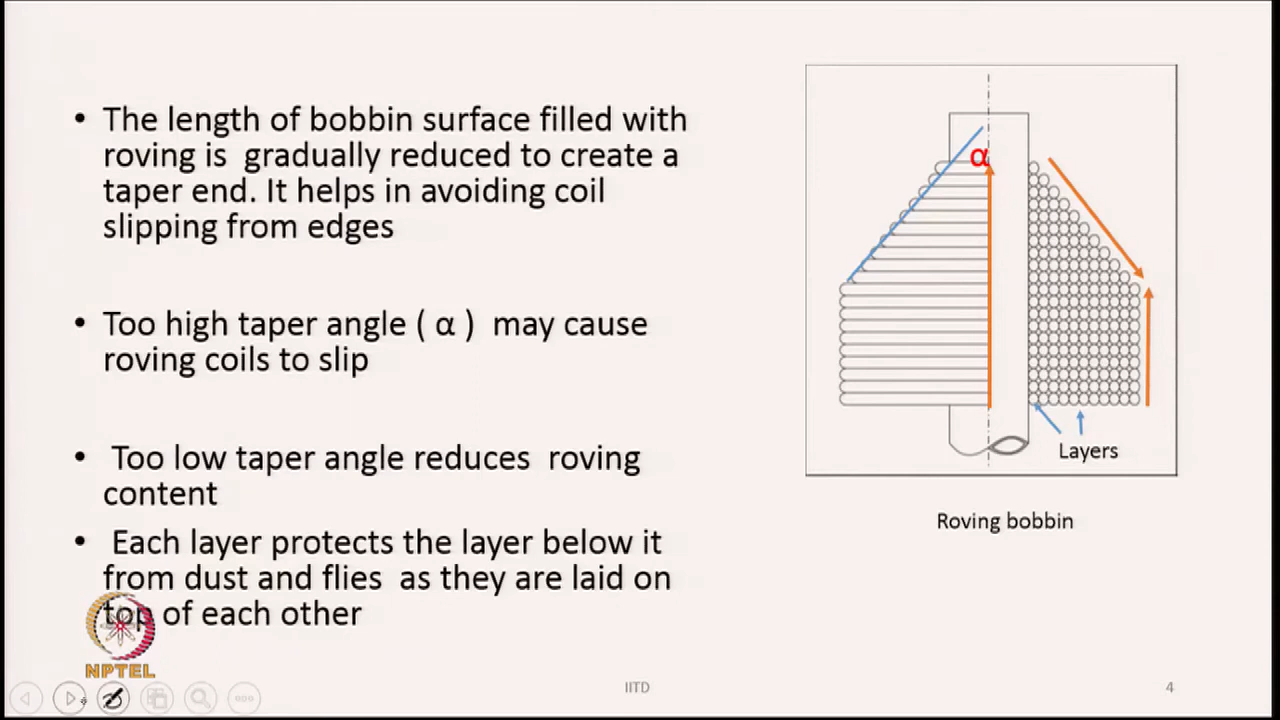 • The length of bobbin surface filled with
roving is  gradually reduced to create a
taper end. It helps in avoiding coil
slipping from edges
• Too high taper angle ( α )  may cause
roving coils to slip
•  Too low taper angle reduces  roving
content
•  Each layer protects the layer below it
from dust and flies  as they are laid on
top of each other
α
Layers
Roving bobbin
NPTEL
IITD
4